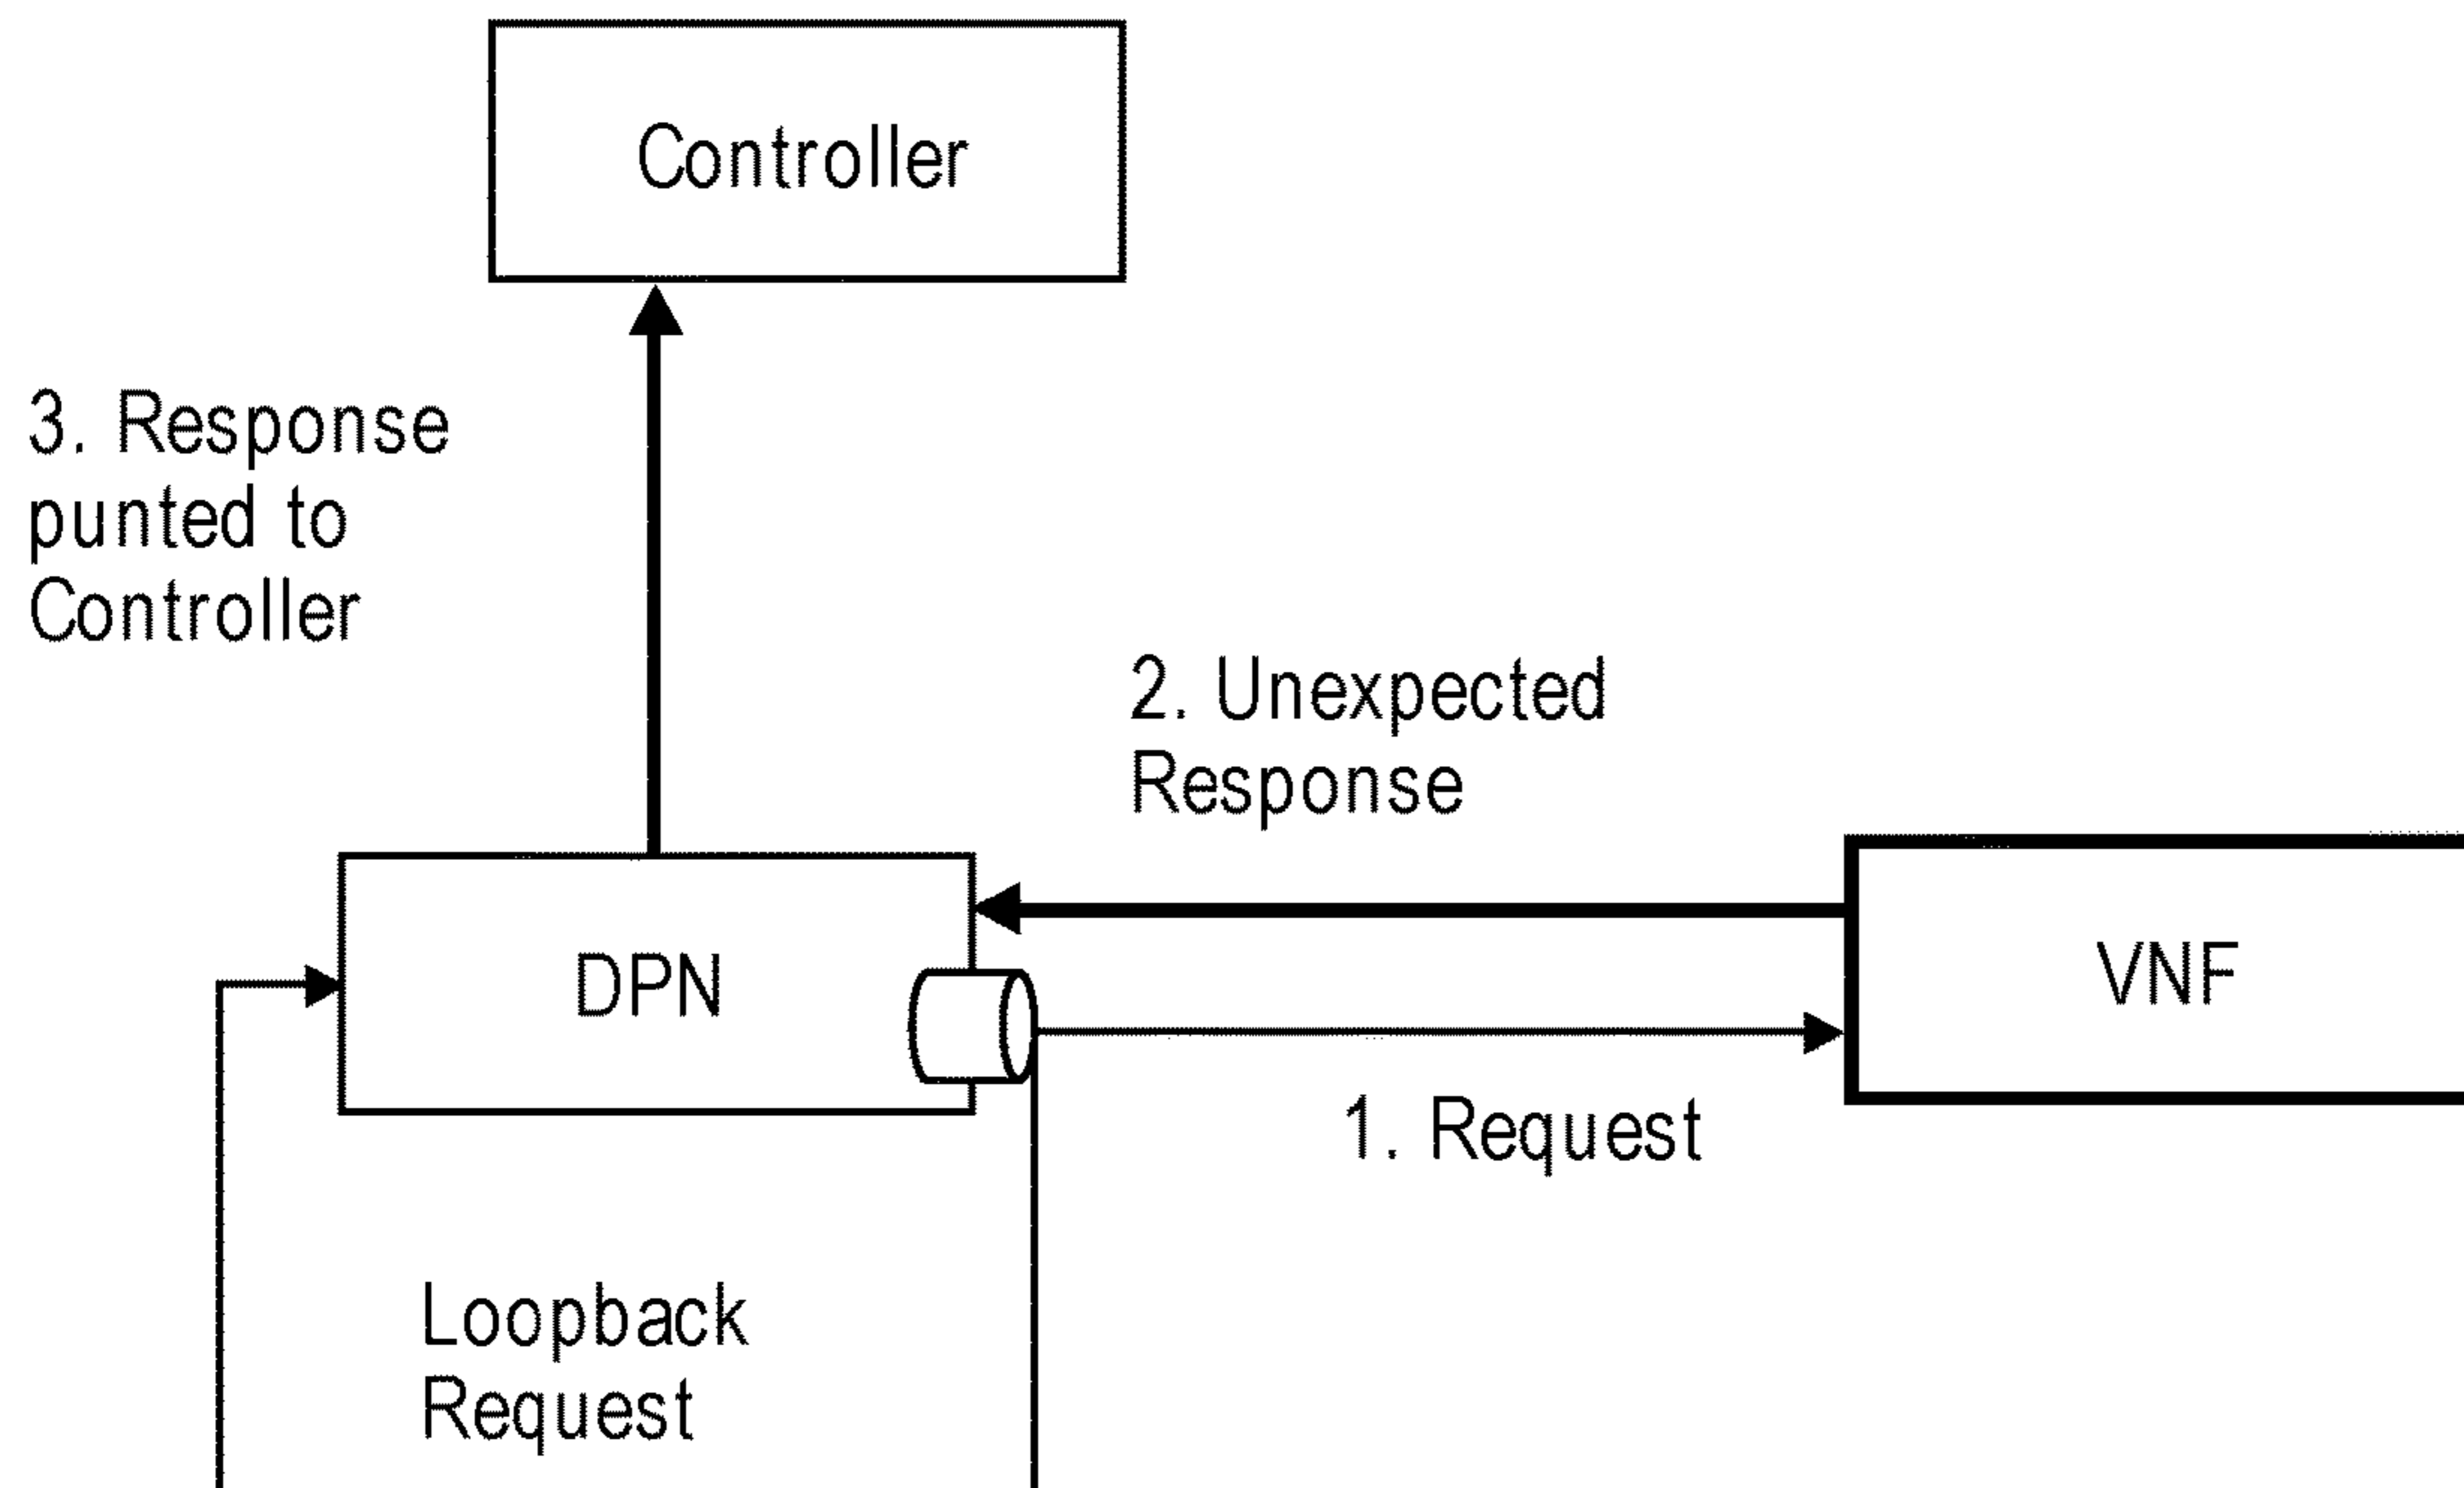 Controller
3. Response
punted to
Controller
2. Unexpected
Response
DPN
VNF
1. Request
Loopback
Request